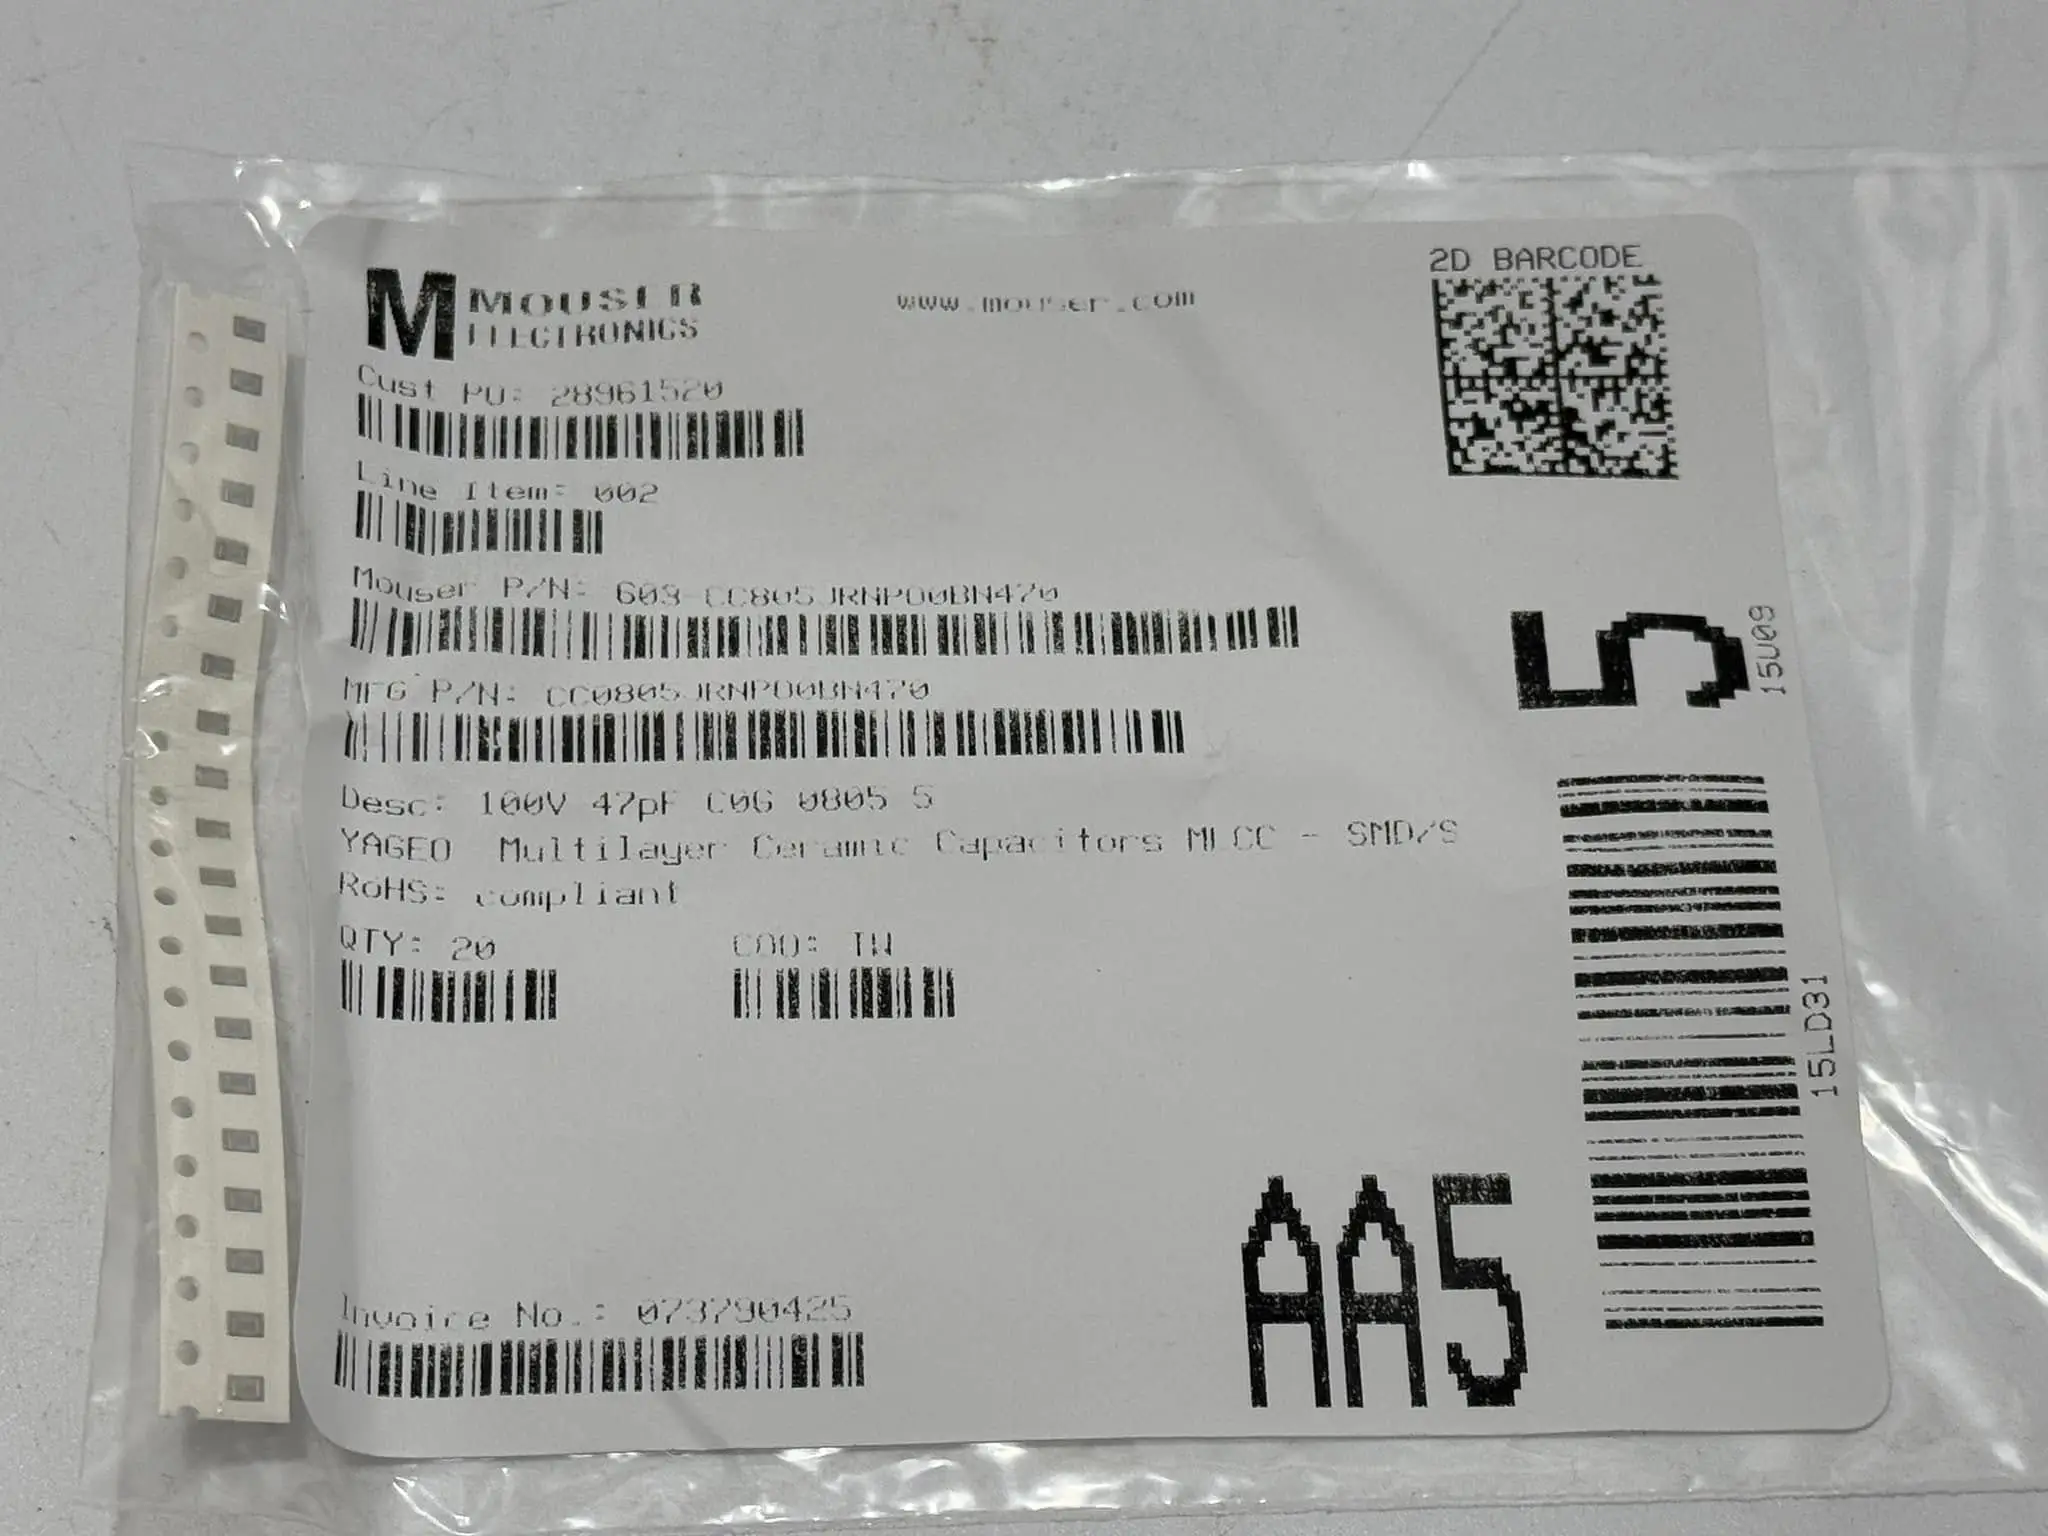 M MOUSER
ELECTRONICS
www.mouser.com
2D BARCODE
Cust PO: 28961520
Line Item: 002
Mouser P/N: 603-CC805JRNPO0BN470
MFG P/N: CC0805JRNPO0BN470
Desc: 100V 47pF C0G 0805 5
YAGEO Multilayer Ceramic Capacitors MLCC - SMD/S
RoHS: compliant
QTY: 20 COO: TW
Invoice No.: 073790425
5
15U09
15LD31
AA5